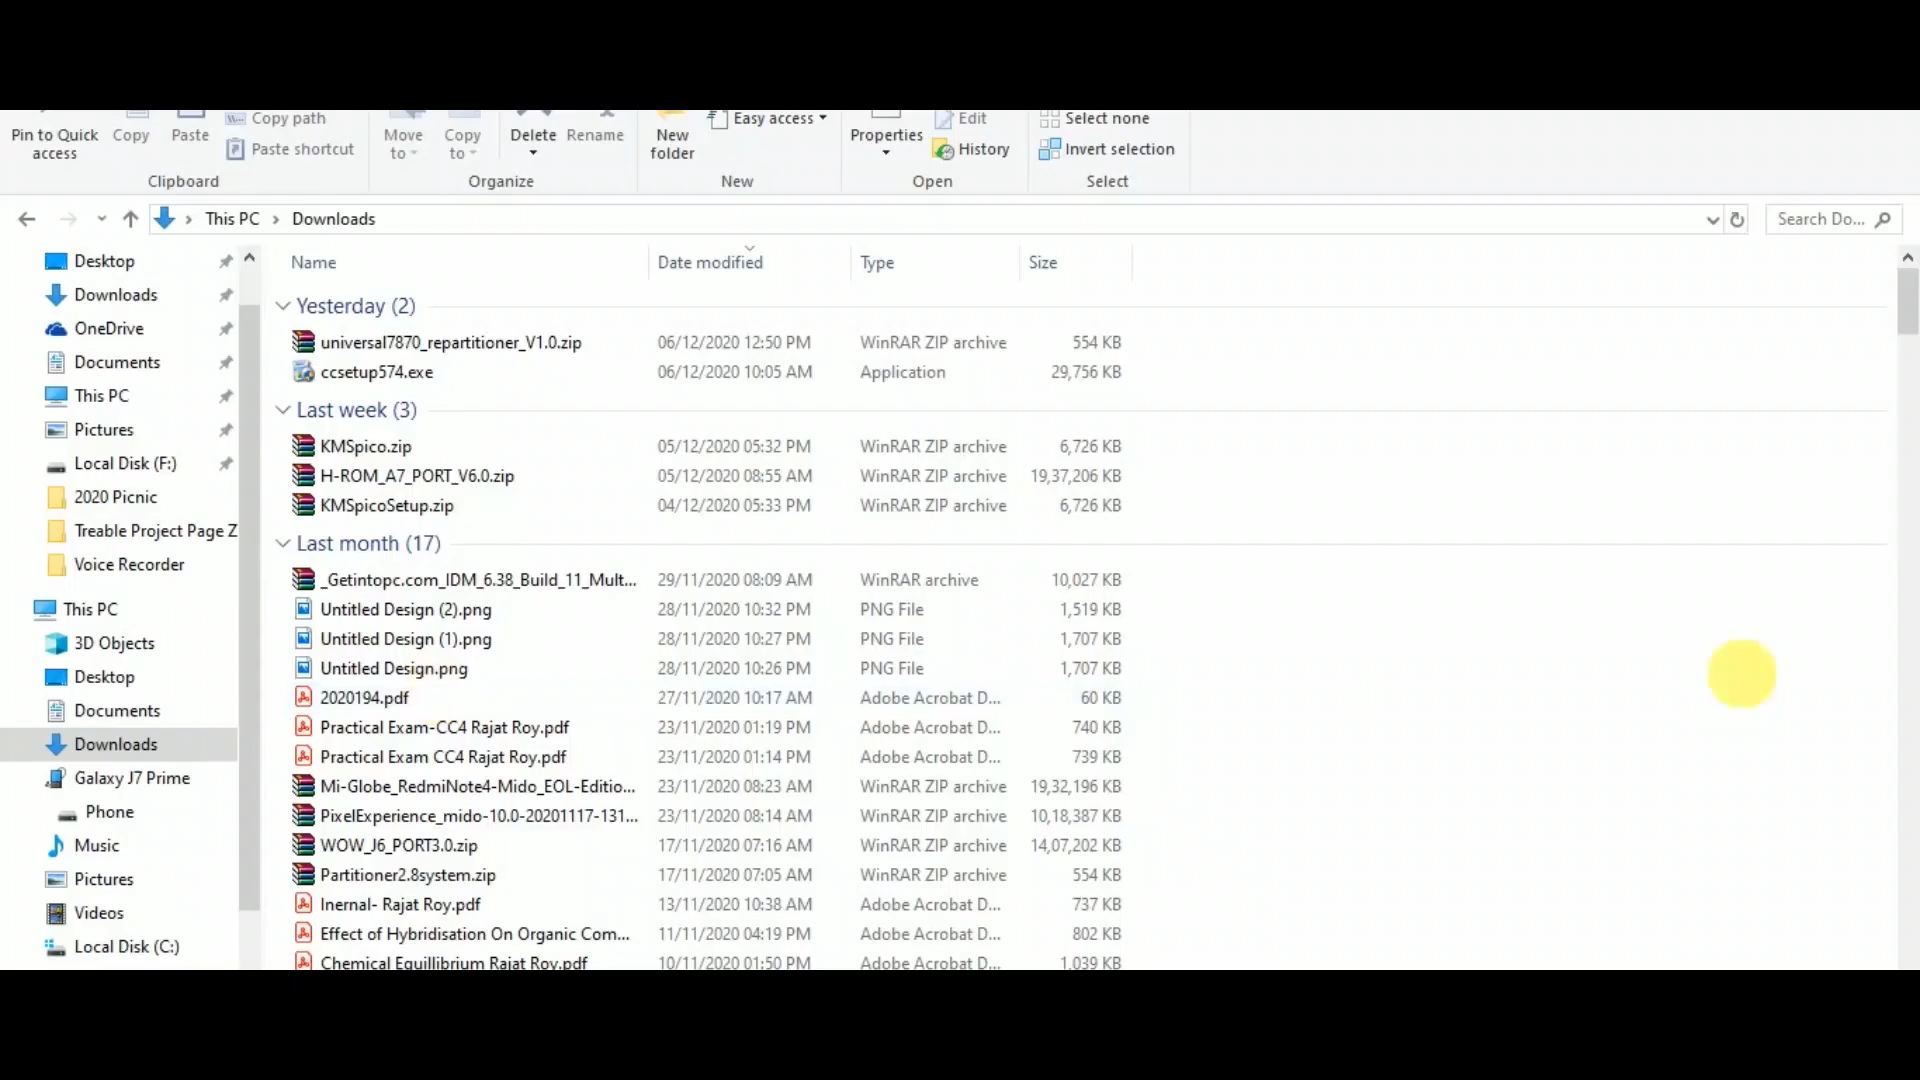 Copy path
Easy access
Edit
Select none
Pin to Quick access
Copy
Paste
Paste shortcut
Move to
Copy to
Delete
Rename
New folder
Properties
History
Invert selection
Clipboard
Organize
New
Open
Select
This PC > Downloads
Search Do...
Desktop
Downloads
OneDrive
Documents
This PC
Pictures
Local Disk (F:)
2020 Picnic
Treable Project Page Z
Voice Recorder
This PC
3D Objects
Desktop
Documents
Downloads
Galaxy J7 Prime
Phone
Music
Pictures
Videos
Local Disk (C:)
Name Date modified Type Size
Yesterday (2)
universal7870_repartitioner_V1.0.zip 06/12/2020 12:50 PM WinRAR ZIP archive 554 KB
ccsetup574.exe 06/12/2020 10:05 AM Application 29,756 KB
Last week (3)
KMSpico.zip 05/12/2020 05:32 PM WinRAR ZIP archive 6,726 KB
H-ROM_A7_PORT_V6.0.zip 05/12/2020 08:55 AM WinRAR ZIP archive 19,37,206 KB
KMSpicoSetup.zip 04/12/2020 05:33 PM WinRAR ZIP archive 6,726 KB
Last month (17)
_Getintopc.com_IDM_6.38_Build_11_Mult... 29/11/2020 08:09 AM WinRAR archive 10,027 KB
Untitled Design (2).png 28/11/2020 10:32 PM PNG File 1,519 KB
Untitled Design (1).png 28/11/2020 10:27 PM PNG File 1,707 KB
Untitled Design.png 28/11/2020 10:26 PM PNG File 1,707 KB
2020194.pdf 27/11/2020 10:17 AM Adobe Acrobat D... 60 KB
Practical Exam-CC4 Rajat Roy.pdf 23/11/2020 01:19 PM Adobe Acrobat D... 740 KB
Practical Exam CC4 Rajat Roy.pdf 23/11/2020 01:14 PM Adobe Acrobat D... 739 KB
Mi-Globe_RedmiNote4-Mido_EOL-Editio... 23/11/2020 08:23 AM WinRAR ZIP archive 19,32,196 KB
PixelExperience_mido-10.0-20201117-131... 23/11/2020 08:14 AM WinRAR ZIP archive 10,18,387 KB
WOW_J6_PORT3.0.zip 17/11/2020 07:16 AM WinRAR ZIP archive 14,07,202 KB
Partitioner2.8system.zip 17/11/2020 07:05 AM WinRAR ZIP archive 554 KB
Inernal- Rajat Roy.pdf 13/11/2020 10:38 AM Adobe Acrobat D... 737 KB
Effect of Hybridisation On Organic Com... 11/11/2020 04:19 PM Adobe Acrobat D... 802 KB
Chemical Equillibrium Rajat Roy.pdf 10/11/2020 01:50 PM Adobe Acrobat D... 1,039 KB